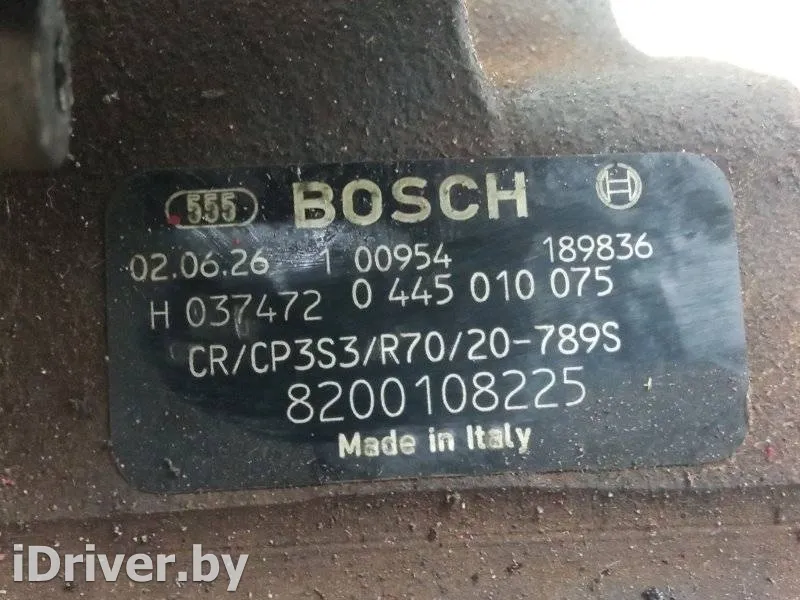 555 BOSCH
02.06.26 1 00954 189836
H 037472 0 445 010 075
CR/CP3S3/R70/20-789S
8200108225
Made in Italy
iDriver.by